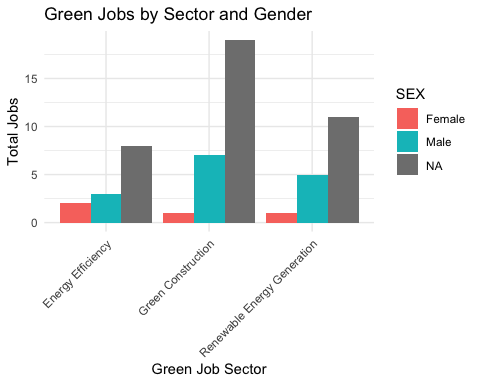 Green Jobs by Sector and Gender
Total Jobs
15
10
5
0
Energy Efficiency
Green Construction
Renewable Energy Generation
Green Job Sector
SEX
Female
Male
NA